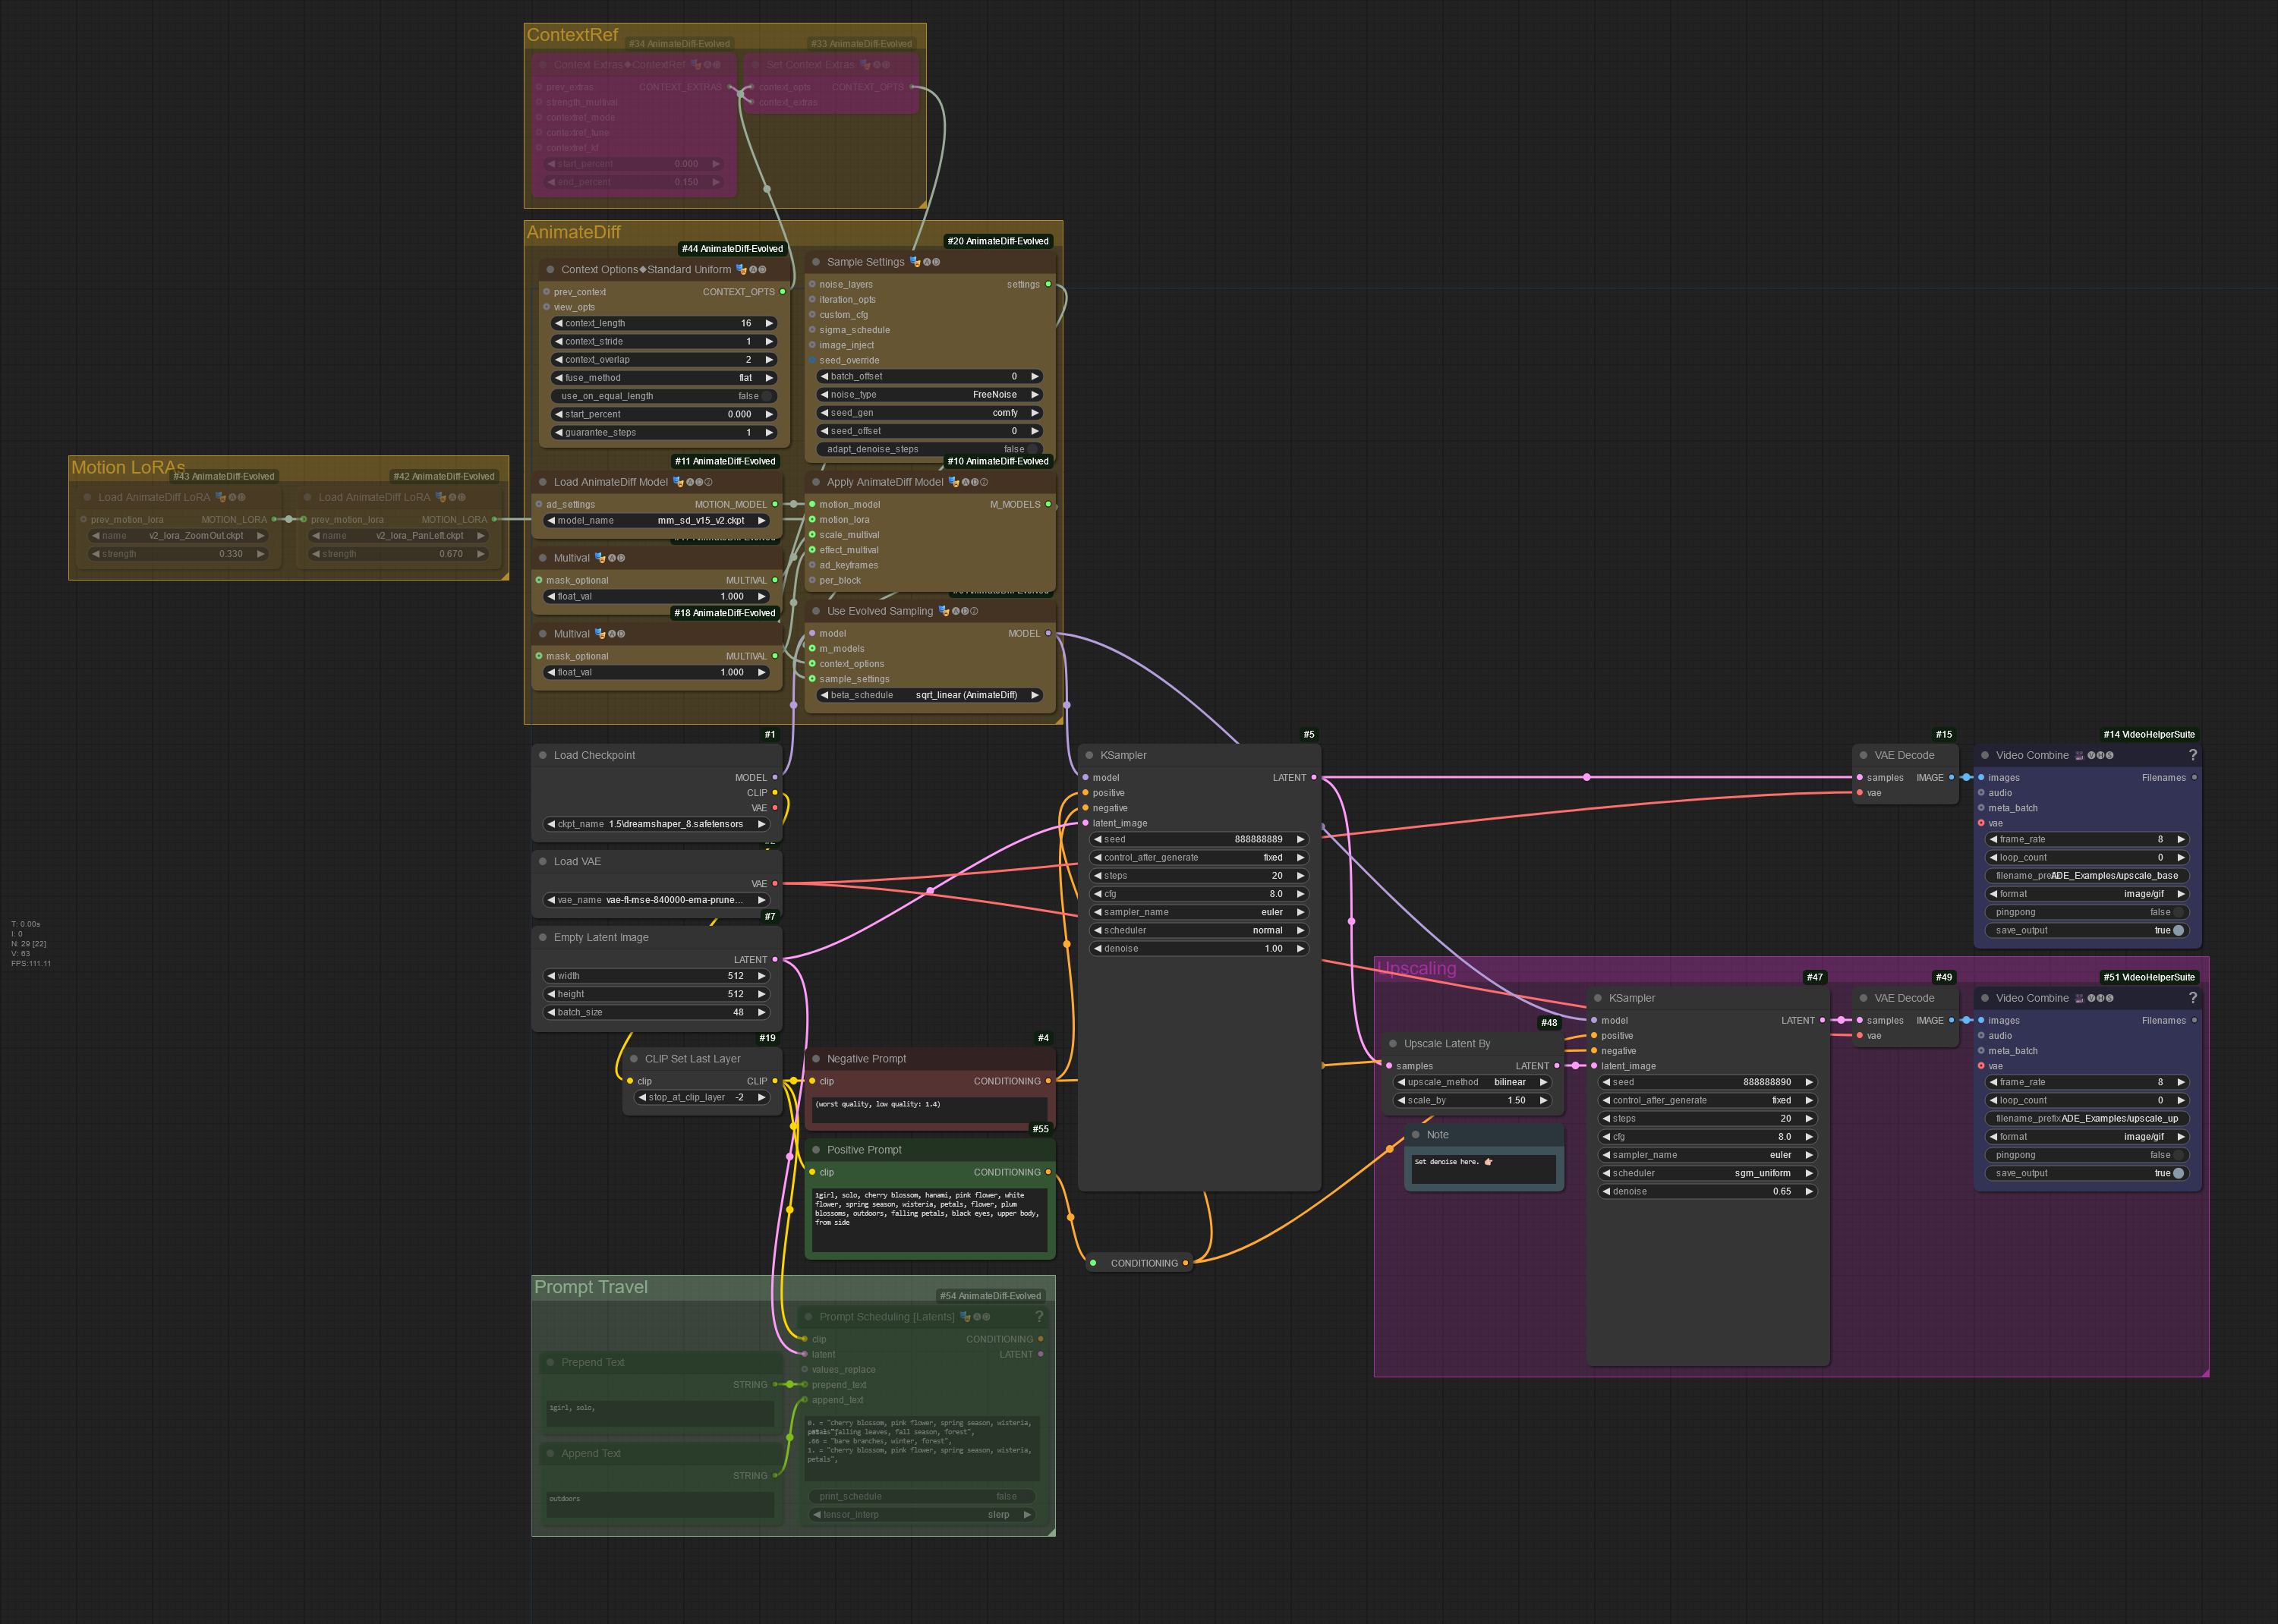 ContextRef
#34 AnimateDiff-Evolved
#33 AnimateDiff-Evolved
Context Extras◆ContextRef
prev_extras CONTEXT_EXTRAS
strength_multival
contextref_mode
contextref_tune
contextref_kf
start_percent 0.000
end_percent 0.150
Set Context Extras
context_opts CONTEXT_OPTS
context_extras
AnimateDiff
#44 AnimateDiff-Evolved
Context Options◆Standard Uniform
prev_context CONTEXT_OPTS
view_opts
context_length 16
context_stride 1
context_overlap 2
fuse_method flat
use_on_equal_length false
start_percent 0.000
guarantee_steps 1
#20 AnimateDiff-Evolved
Sample Settings
noise_layers settings
iteration_opts
custom_cfg
sigma_schedule
image_inject
seed_override
batch_offset 0
noise_type FreeNoise
seed_gen comfy
seed_offset 0
adapt_denoise_steps false
Motion LoRAs
#43 AnimateDiff-Evolved
Load AnimateDiff LoRA
prev_motion_lora MOTION_LORA
name v2_lora_ZoomOut.ckpt
strength 0.330
#42 AnimateDiff-Evolved
Load AnimateDiff LoRA
prev_motion_lora MOTION_LORA
name v2_lora_PanLeft.ckpt
strength 0.670
#11 AnimateDiff-Evolved
Load AnimateDiff Model
ad_settings MOTION_MODEL
model_name mm_sd_v15_v2.ckpt
Multival
mask_optional MULTIVAL
float_val 1.000
#18 AnimateDiff-Evolved
Multival
mask_optional MULTIVAL
float_val 1.000
#10 AnimateDiff-Evolved
Apply AnimateDiff Model
motion_model M_MODELS
motion_lora
scale_multival
effect_multival
ad_keyframes
per_block
Use Evolved Sampling
model MODEL
m_models
context_options
sample_settings
beta_schedule sqrt_linear (AnimateDiff)
#1
Load Checkpoint
MODEL
CLIP
VAE
ckpt_name 1.5\dreamshaper_8.safetensors
Load VAE
VAE
vae_name vae-ft-mse-840000-ema-prune...
#7
Empty Latent Image
LATENT
width 512
height 512
batch_size 48
#19
CLIP Set Last Layer
clip CLIP
stop_at_clip_layer -2
#4
Negative Prompt
clip CONDITIONING
(worst quality, low quality: 1.4)
#55
Positive Prompt
clip CONDITIONING
1girl, solo, cherry blossom, hanami, pink flower, white
flower, spring season, wisteria, petals, flower, plum
blossoms, outdoors, falling petals, black eyes, upper body,
from side
CONDITIONING
#5
KSampler
model LATENT
positive
negative
latent_image
seed 888888889
control_after_generate fixed
steps 20
cfg 8.0
sampler_name euler
scheduler normal
denoise 1.00
#15
VAE Decode
samples IMAGE
vae
#14 VideoHelperSuite
Video Combine
?
images Filenames
audio
meta_batch
vae
frame_rate 8
loop_count 0
filename_pre ADE_Examples/upscale_base
format image/gif
pingpong false
save_output true
T: 0.00s
I: 0
N: 29 [22]
V: 63
FPS:111.11
Upscaling
#48
Upscale Latent By
samples LATENT
upscale_method bilinear
scale_by 1.50
Note
Set denoise here. 👉🏻
#47
KSampler
model LATENT
positive
negative
latent_image
seed 888888890
control_after_generate fixed
steps 20
cfg 8.0
sampler_name euler
scheduler sgm_uniform
denoise 0.65
#49
VAE Decode
samples IMAGE
vae
#51 VideoHelperSuite
Video Combine
?
images Filenames
audio
meta_batch
vae
frame_rate 8
loop_count 0
filename_prefix ADE_Examples/upscale_up
format image/gif
pingpong false
save_output true
Prompt Travel
#54 AnimateDiff-Evolved
Prompt Scheduling [Latents]
?
clip CONDITIONING
latent LATENT
values_replace
prepend_text
append_text
Prepend Text
STRING
1girl, solo,
Append Text
STRING
outdoors
0. = "cherry blossom, pink flower, spring season, wisteria,
falling leaves, fall season, forest",
.66 = "bare branches, winter, forest",
1. = "cherry blossom, pink flower, spring season, wisteria,
petals",
print_schedule false
tensor_interp slerp